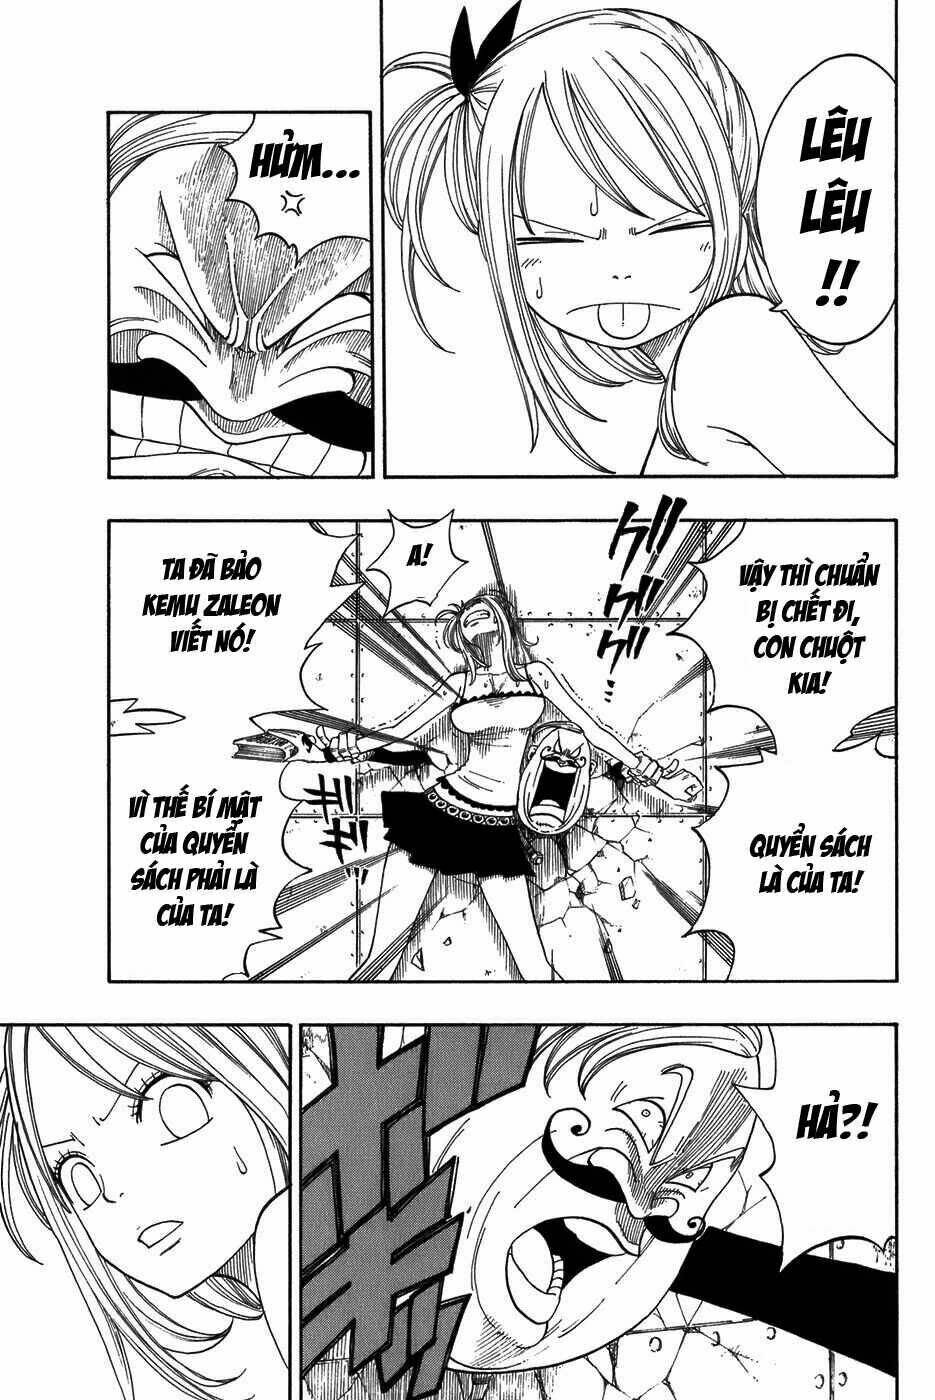 LÊU
LÊU
!!
HỬM...
VẬY THÌ CHUẨN
BỊ CHẾT ĐI,
CON CHUỘT
KIA!
QUYỂN SÁCH
LÀ CỦA TA!
A!
TA ĐÃ BẢO
KEMU ZALEON
VIẾT NÓ!
VÌ THẾ BÍ MẬT
CỦA QUYỂN
SÁCH PHẢI LÀ
CỦA TA!
HẢ?!